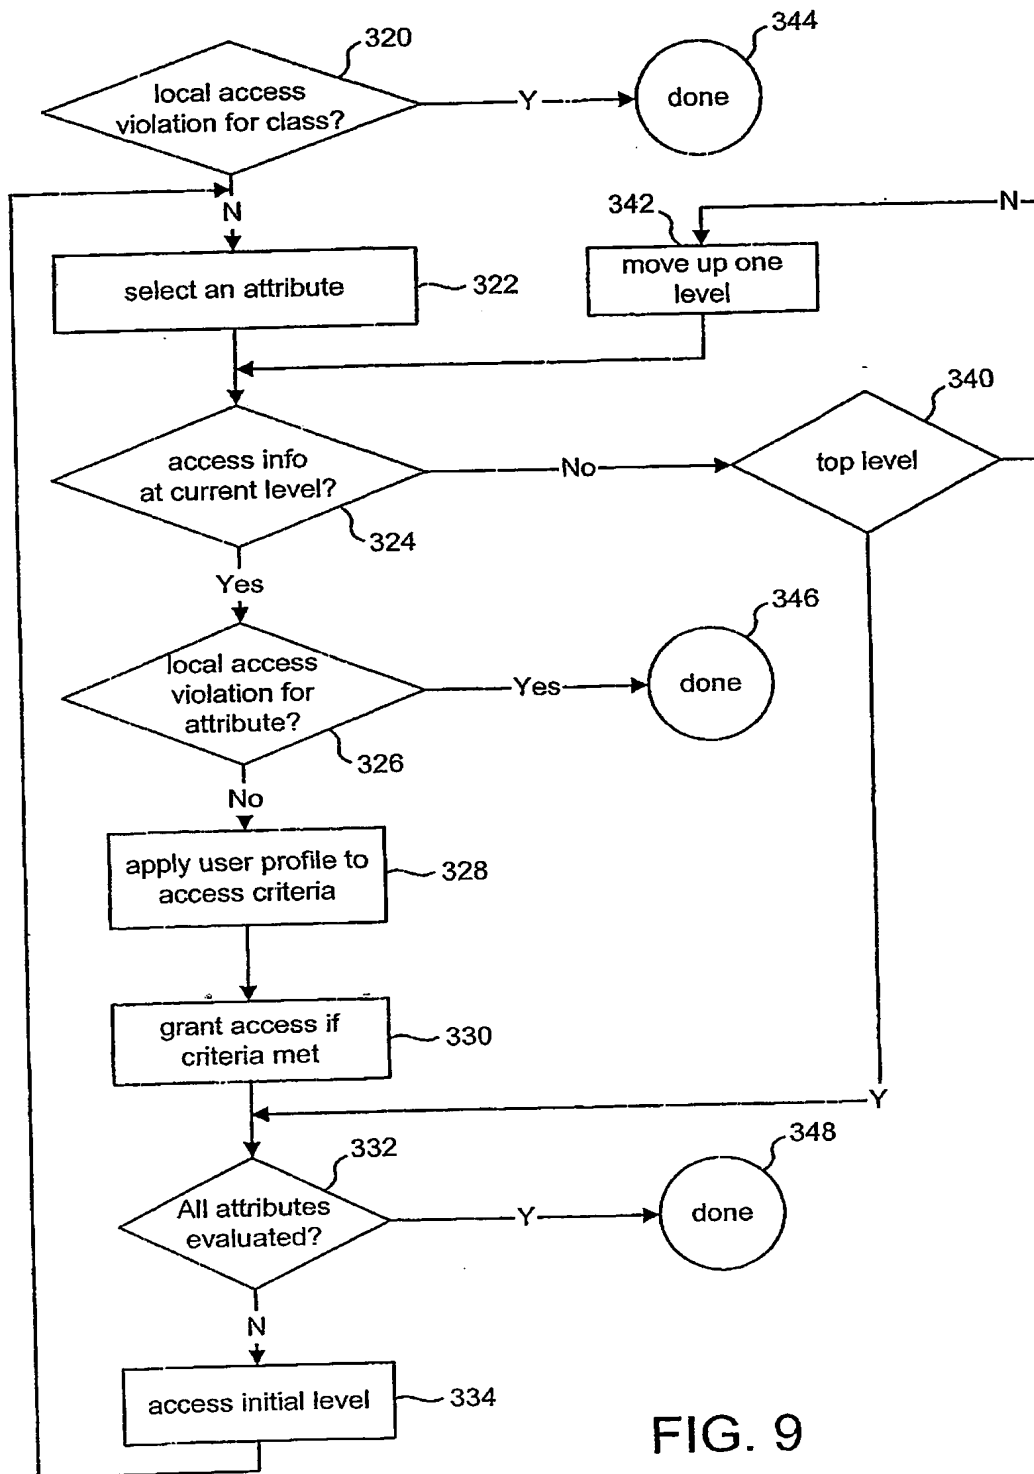 320
local access
violation for class?
Y
344
done
N
342
move up one
level
N
select an attribute
322
340
top level
access info
at current level?
No
324
Yes
346
local access
violation for
attribute?
Yes
done
326
No
apply user profile to
access criteria
328
grant access if
criteria met
330
Y
332
348
All attributes
evaluated?
Y
done
N
access initial level
334
FIG. 9